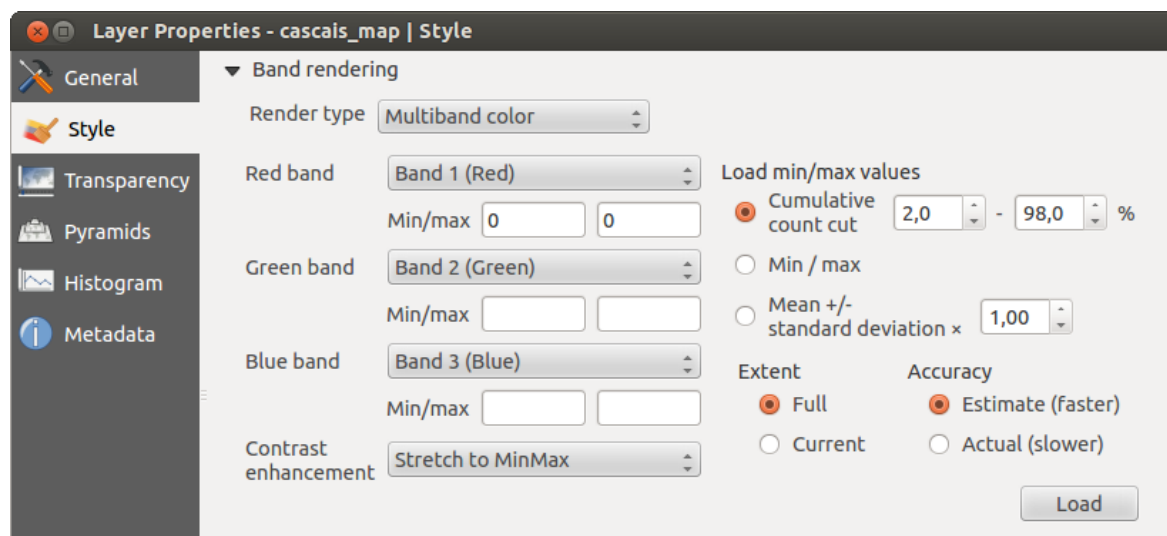 Layer Properties - cascais_map | Style
General
Style
Transparency
Pyramids
Histogram
Metadata
Band rendering
Render type Multiband color
Red band Band 1 (Red)
Min/max 0 0
Green band Band 2 (Green)
Min/max
Blue band Band 3 (Blue)
Min/max
Contrast
enhancement Stretch to MinMax
Load min/max values
Cumulative
count cut 2,0 - 98,0 %
Min / max
Mean +/-
standard deviation × 1,00
Extent Accuracy
Full Estimate (faster)
Current Actual (slower)
Load